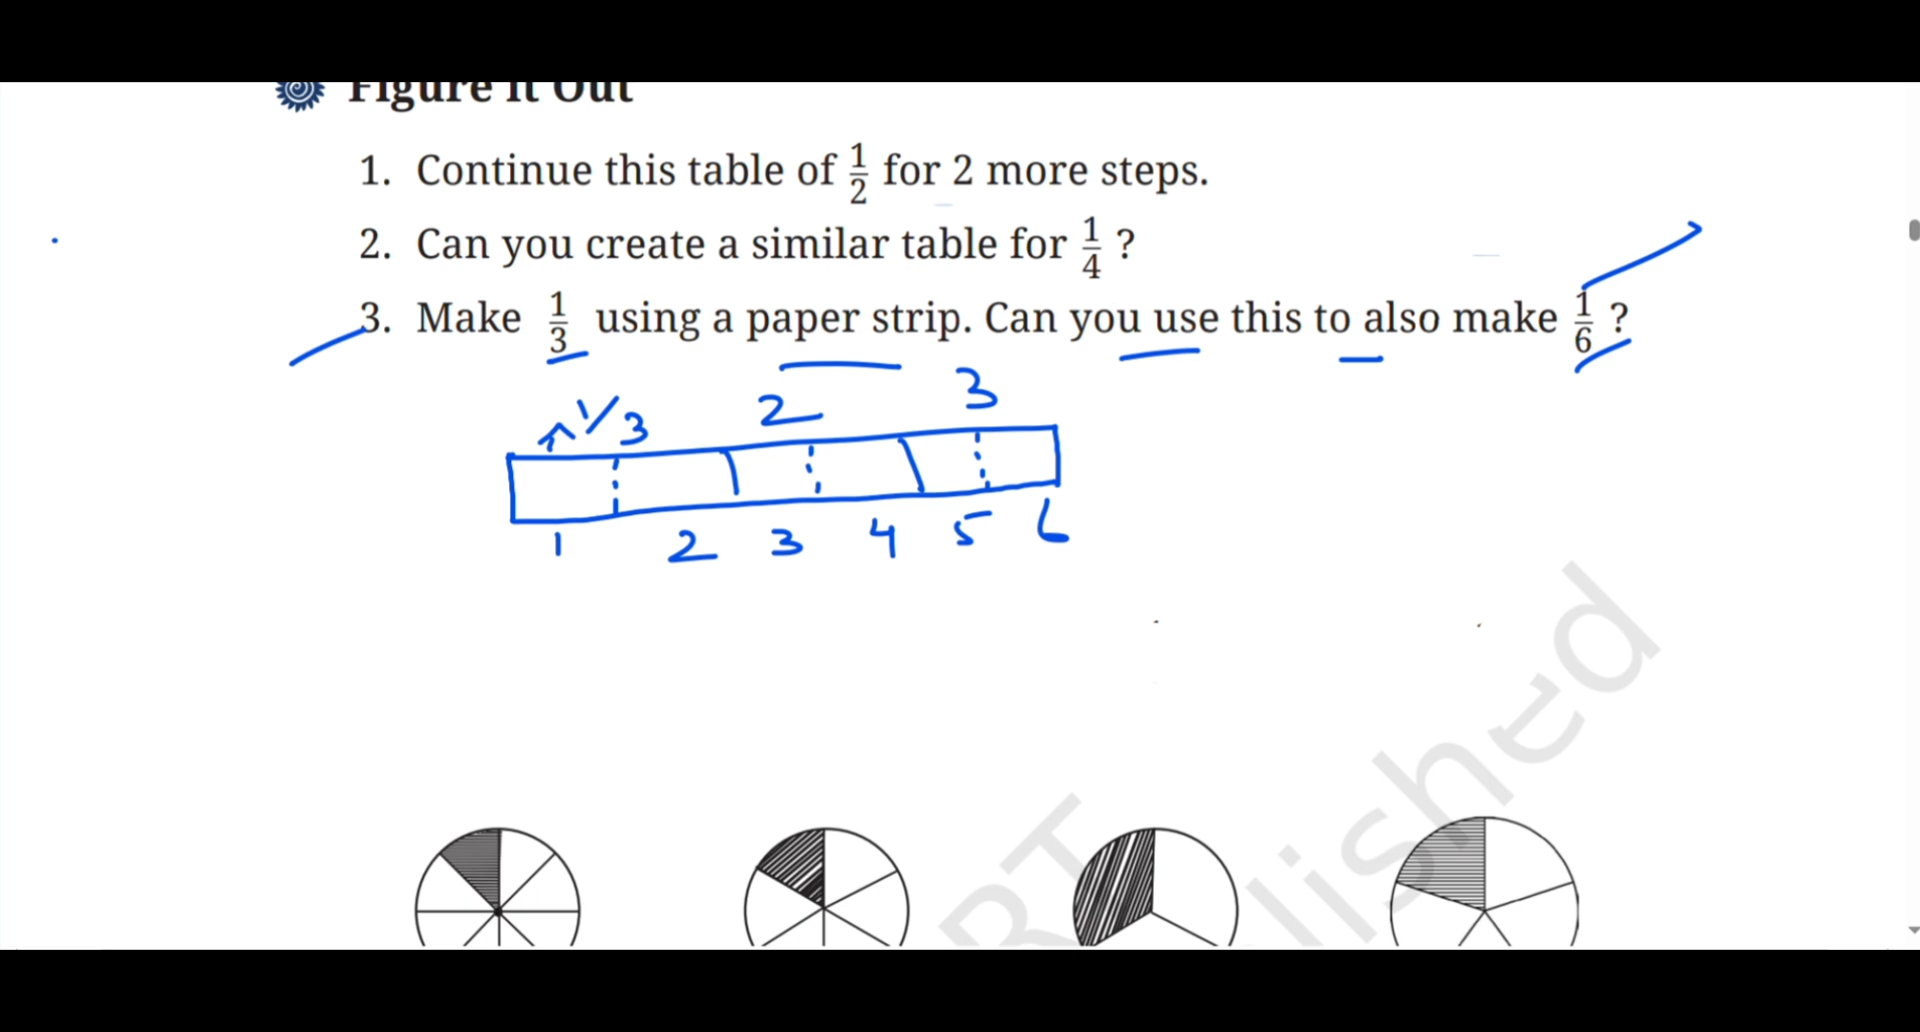 Figure it Out
1. Continue this table of 1/2 for 2 more steps.
2. Can you create a similar table for 1/4 ?
3. Make 1/3 using a paper strip. Can you use this to also make 1/6 ?
1/3 2 3
1 2 3 4 5 6
RT
lished